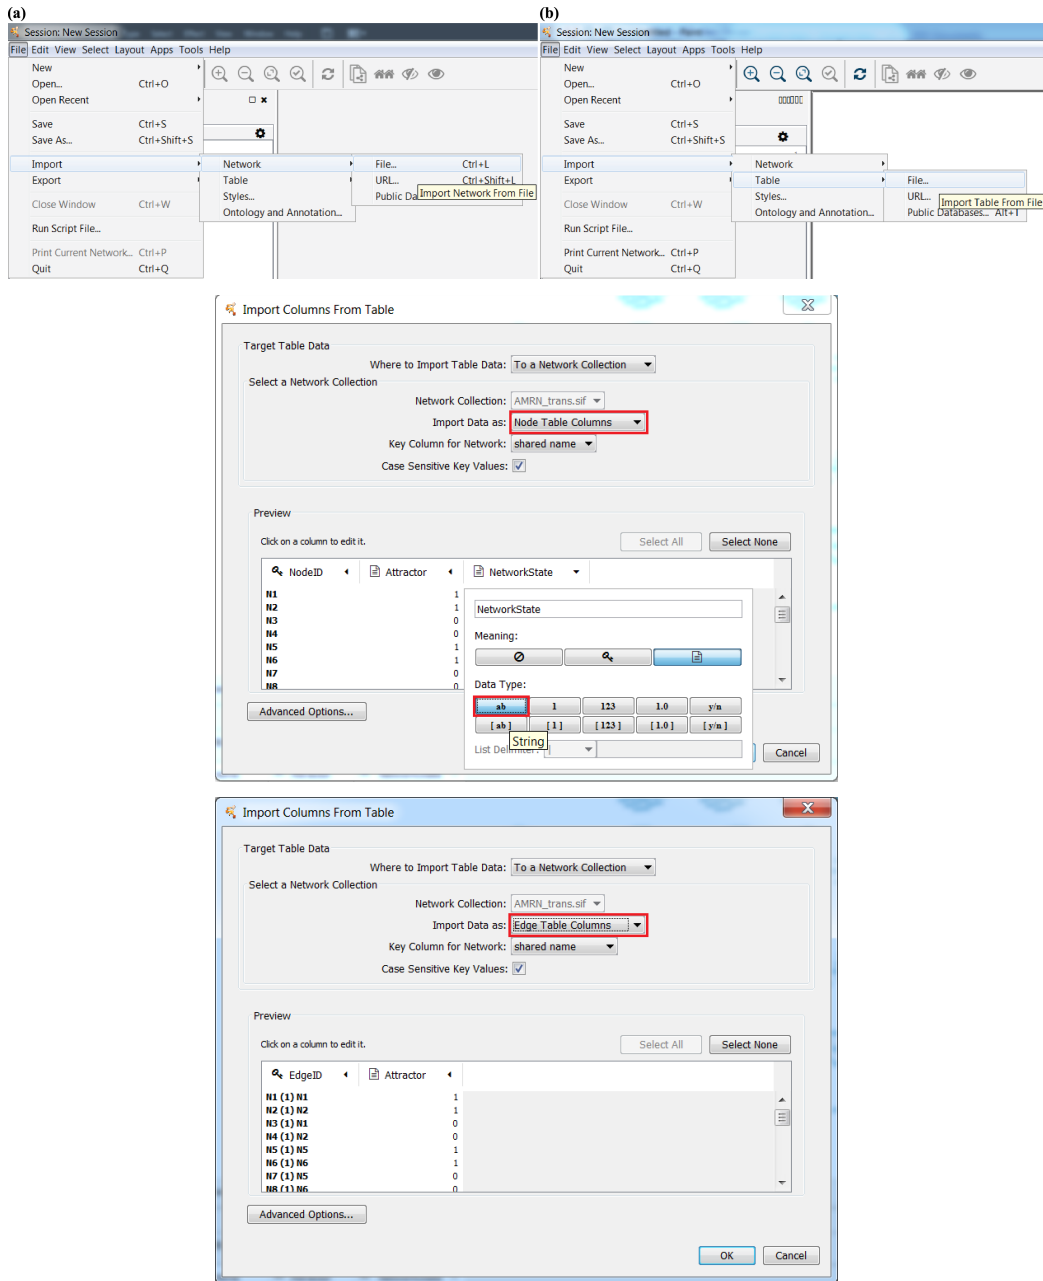 (a)
Session: New Session
File Edit View Select Layout Apps Tools Help
New
Open... Ctrl+O
Open Recent
Save Ctrl+S
Save As... Ctrl+Shift+S
Import
Export
Close Window Ctrl+W
Run Script File...
Print Current Network... Ctrl+P
Quit Ctrl+Q
Network
Table
Styles...
Ontology and Annotation...
File... Ctrl+L
URL... Ctrl+Shift+L
Public Da
Import Network From File
(b)
Session: New Session
File Edit View Select Layout Apps Tools Help
New
Open... Ctrl+O
Open Recent
Save Ctrl+S
Save As... Ctrl+Shift+S
Import
Export
Close Window Ctrl+W
Run Script File...
Print Current Network... Ctrl+P
Quit Ctrl+Q
Network
Table
Styles...
Ontology and Annotation...
File...
URL...
Public Databases... Alt+T
Import Table From File
Import Columns From Table
Target Table Data
Where to Import Table Data: To a Network Collection
Select a Network Collection
Network Collection: AMRN_trans.sif
Import Data as: Node Table Columns
Key Column for Network: shared name
Case Sensitive Key Values:
Preview
Click on a column to edit it.
Select All Select None
NodeID Attractor NetworkState
N1 1
N2 1
N3 0
N4 0
N5 1
N6 1
N7 0
N8 0
NetworkState
Meaning:
Data Type:
ab 1 123 1.0 y/n
[ ab ] [ 1 ] [ 123 ] [ 1.0 ] [ y/n ]
String
List Delimiter: |
Advanced Options...
Cancel
Import Columns From Table
Target Table Data
Where to Import Table Data: To a Network Collection
Select a Network Collection
Network Collection: AMRN_trans.sif
Import Data as: Edge Table Columns
Key Column for Network: shared name
Case Sensitive Key Values:
Preview
Click on a column to edit it.
Select All Select None
EdgeID Attractor
N1 (1) N1 1
N2 (1) N2 1
N3 (1) N1 0
N4 (1) N2 0
N5 (1) N5 1
N6 (1) N6 1
N7 (1) N5 0
N8 (1) N6 0
Advanced Options...
OK Cancel